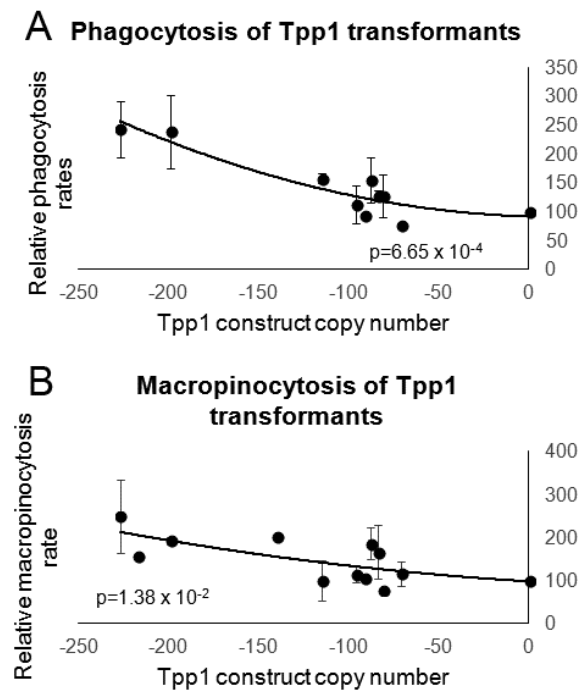 A
Phagocytosis of Tpp1 transformants
Relative phagocytosis
rates
350
300
250
200
150
100
50
0
p=6.65 x 10-4
-250 -200 -150 -100 -50 0
Tpp1 construct copy number
B
Macropinocytosis of Tpp1
transformants
Relative macropinocytosis
rate
400
300
200
100
0
p=1.38 x 10-2
-250 -200 -150 -100 -50 0
Tpp1 construct copy number